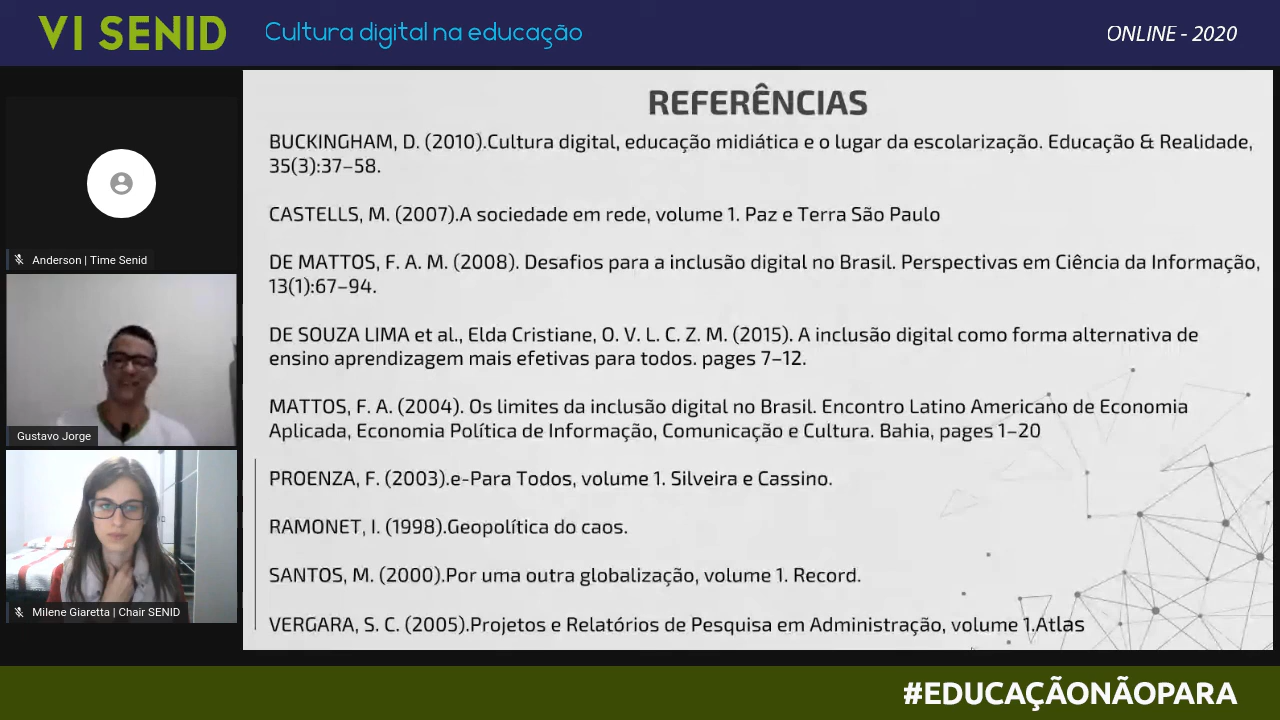 VI SENID
Cultura digital na educação
ONLINE - 2020
REFERÊNCIAS
BUCKINGHAM, D. (2010).Cultura digital, educação midiática e o lugar da escolarização. Educação & Realidade,
35(3):37–58.
CASTELLS, M. (2007).A sociedade em rede, volume 1. Paz e Terra São Paulo
DE MATTOS, F. A. M. (2008). Desafios para a inclusão digital no Brasil. Perspectivas em Ciência da Informação,
13(1):67–94.
DE SOUZA LIMA et al., Elda Cristiane, O. V. L. C. Z. M. (2015). A inclusão digital como forma alternativa de
ensino aprendizagem mais efetivas para todos. pages 7–12.
MATTOS, F. A. (2004). Os limites da inclusão digital no Brasil. Encontro Latino Americano de Economia
Aplicada, Economia Política de Informação, Comunicação e Cultura. Bahia, pages 1–20
PROENZA, F. (2003).e-Para Todos, volume 1. Silveira e Cassino.
RAMONET, I. (1998).Geopolítica do caos.
SANTOS, M. (2000).Por uma outra globalização, volume 1. Record.
VERGARA, S. C. (2005).Projetos e Relatórios de Pesquisa em Administração, volume 1.Atlas
Anderson | Time Senid
Gustavo Jorge
Milene Giaretta | Chair SENID
#EDUCAÇÃONÃOPARA